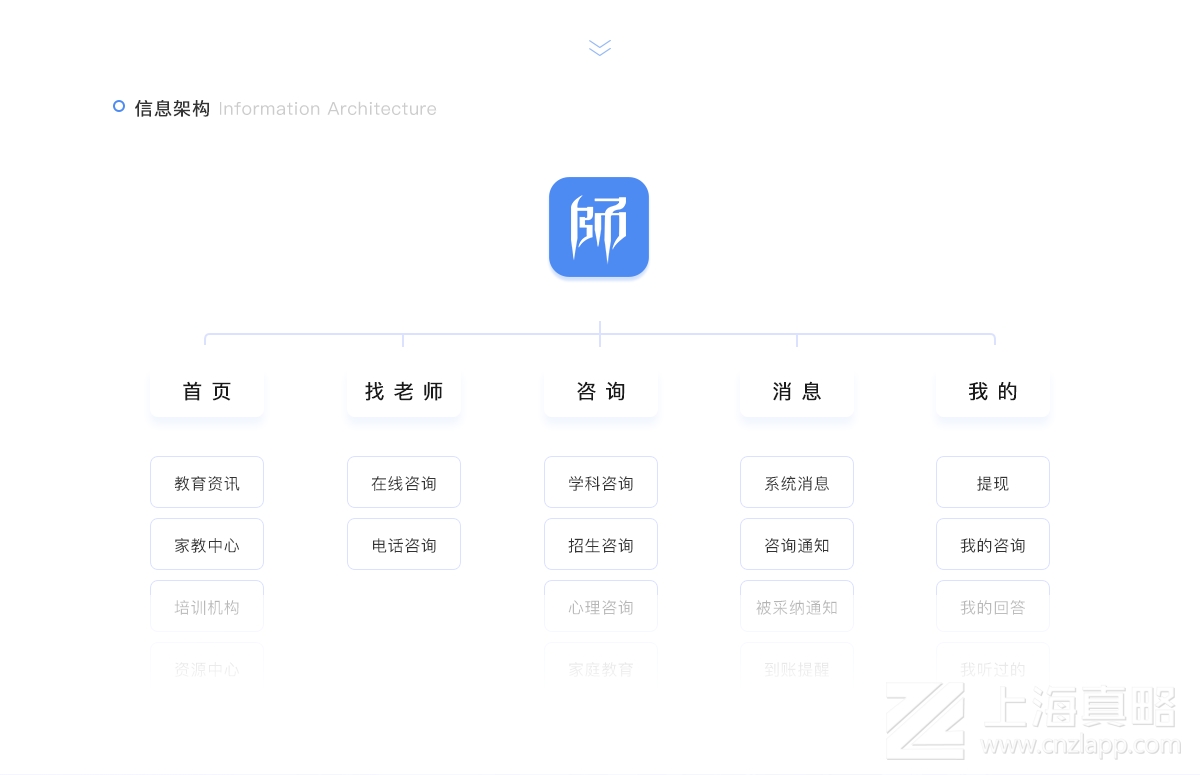 信息架构 Information Architecture
師
首页 找老师 咨询 消息 我的
教育资讯 在线咨询 学科咨询 系统消息 提现
家教中心 电话咨询 招生咨询 咨询通知 我的咨询
培训机构 心理咨询 被采纳通知 我的回答
资源中心 家庭教育 到账提醒 我听过的
上海真略
www.cnzlapp.com